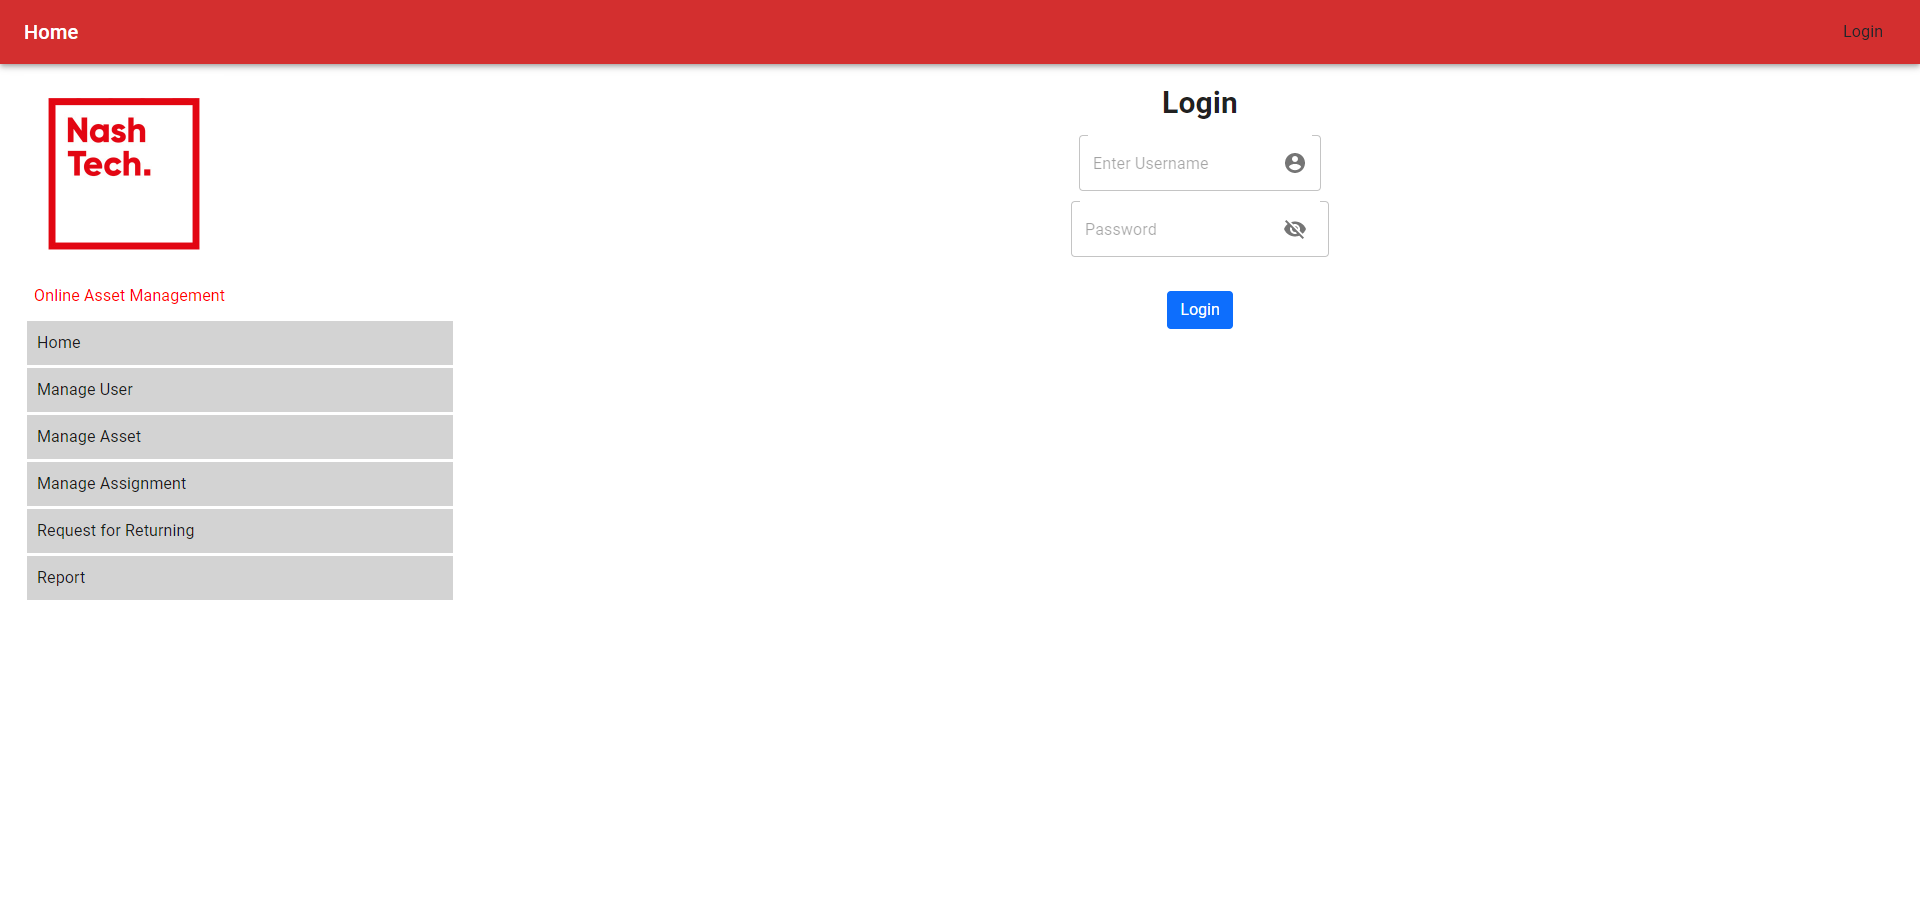 Home
Login
Nash
Tech.
Online Asset Management
Home
Manage User
Manage Asset
Manage Assignment
Request for Returning
Report
Login
Enter Username
Password
Login